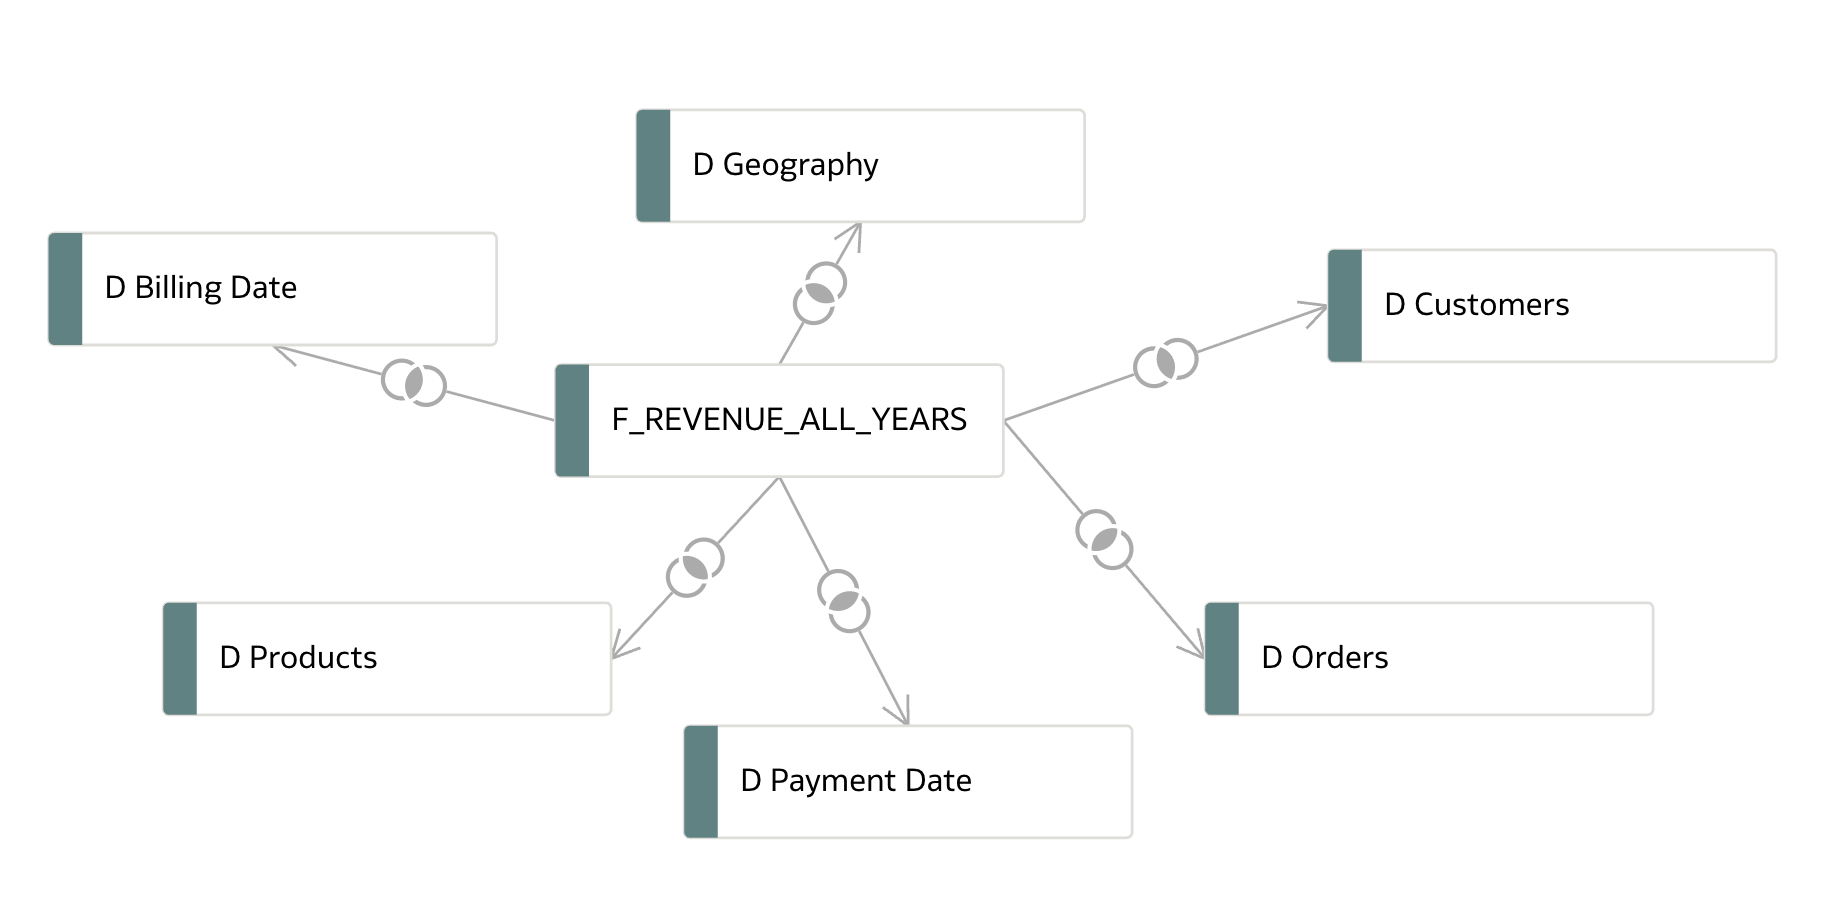 D Geography
D Billing Date
D Customers
F_REVENUE_ALL_YEARS
D Products
D Orders
D Payment Date